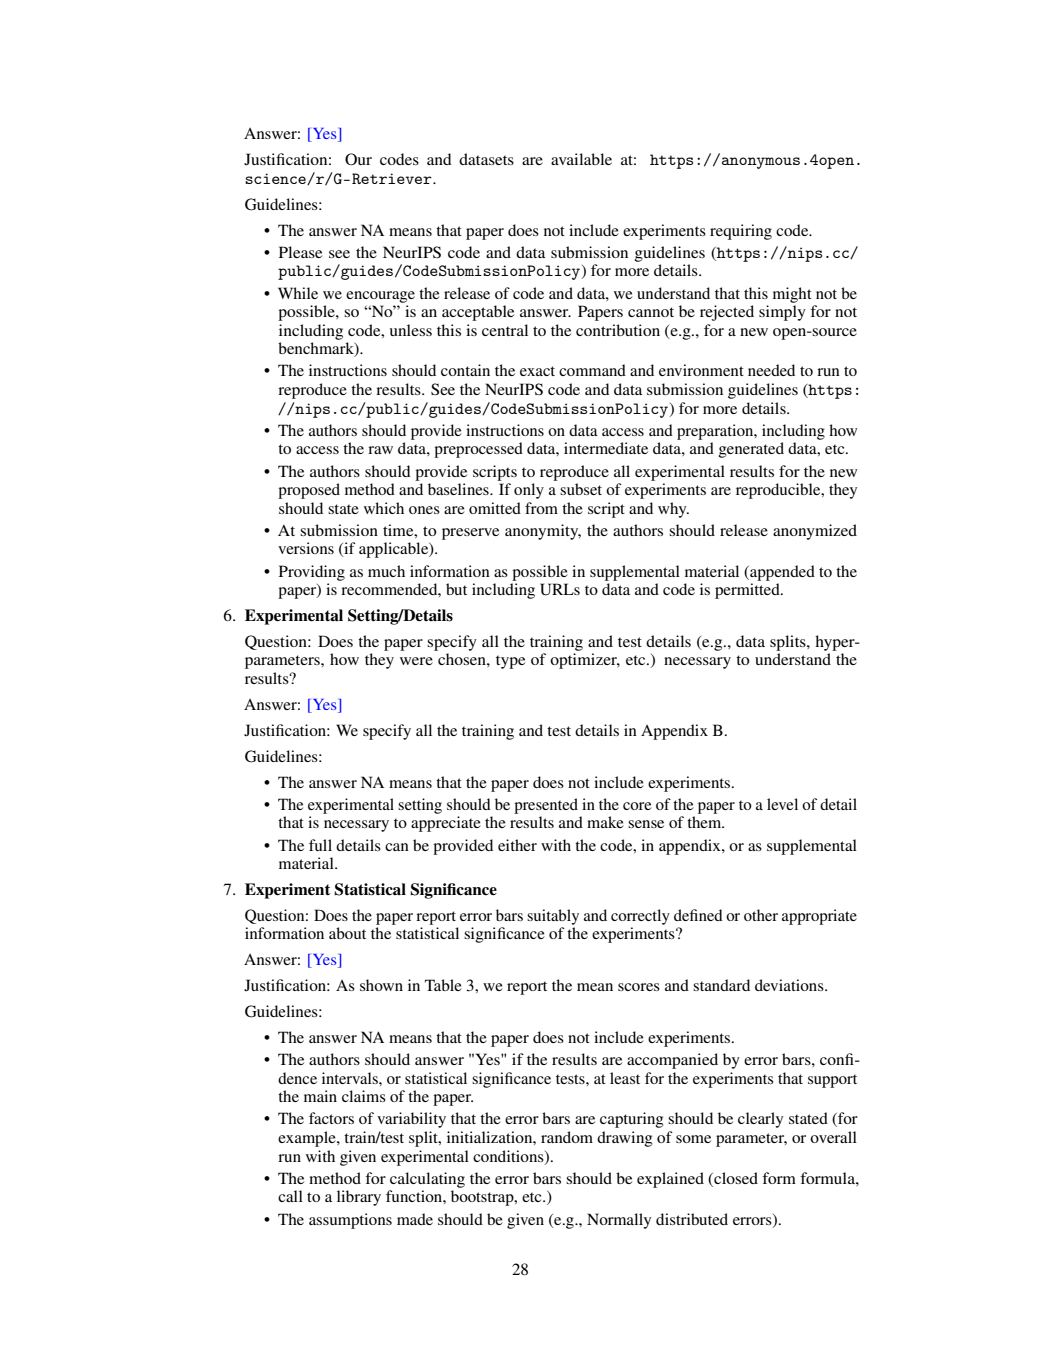 Answer: [Yes]
Justification: Our codes and datasets are available at: https://anonymous.4open.
science/r/G-Retriever.
Guidelines:
• The answer NA means that paper does not include experiments requiring code.
• Please see the NeurIPS code and data submission guidelines (https://nips.cc/
public/guides/CodeSubmissionPolicy) for more details.
• While we encourage the release of code and data, we understand that this might not be
possible, so “No” is an acceptable answer. Papers cannot be rejected simply for not
including code, unless this is central to the contribution (e.g., for a new open-source
benchmark).
• The instructions should contain the exact command and environment needed to run to
reproduce the results. See the NeurIPS code and data submission guidelines (https:
//nips.cc/public/guides/CodeSubmissionPolicy) for more details.
• The authors should provide instructions on data access and preparation, including how
to access the raw data, preprocessed data, intermediate data, and generated data, etc.
• The authors should provide scripts to reproduce all experimental results for the new
proposed method and baselines. If only a subset of experiments are reproducible, they
should state which ones are omitted from the script and why.
• At submission time, to preserve anonymity, the authors should release anonymized
versions (if applicable).
• Providing as much information as possible in supplemental material (appended to the
paper) is recommended, but including URLs to data and code is permitted.
6. Experimental Setting/Details
Question: Does the paper specify all the training and test details (e.g., data splits, hyper-
parameters, how they were chosen, type of optimizer, etc.) necessary to understand the
results?
Answer: [Yes]
Justification: We specify all the training and test details in Appendix B.
Guidelines:
• The answer NA means that the paper does not include experiments.
• The experimental setting should be presented in the core of the paper to a level of detail
that is necessary to appreciate the results and make sense of them.
• The full details can be provided either with the code, in appendix, or as supplemental
material.
7. Experiment Statistical Significance
Question: Does the paper report error bars suitably and correctly defined or other appropriate
information about the statistical significance of the experiments?
Answer: [Yes]
Justification: As shown in Table 3, we report the mean scores and standard deviations.
Guidelines:
• The answer NA means that the paper does not include experiments.
• The authors should answer "Yes" if the results are accompanied by error bars, confi-
dence intervals, or statistical significance tests, at least for the experiments that support
the main claims of the paper.
• The factors of variability that the error bars are capturing should be clearly stated (for
example, train/test split, initialization, random drawing of some parameter, or overall
run with given experimental conditions).
• The method for calculating the error bars should be explained (closed form formula,
call to a library function, bootstrap, etc.)
• The assumptions made should be given (e.g., Normally distributed errors).
28